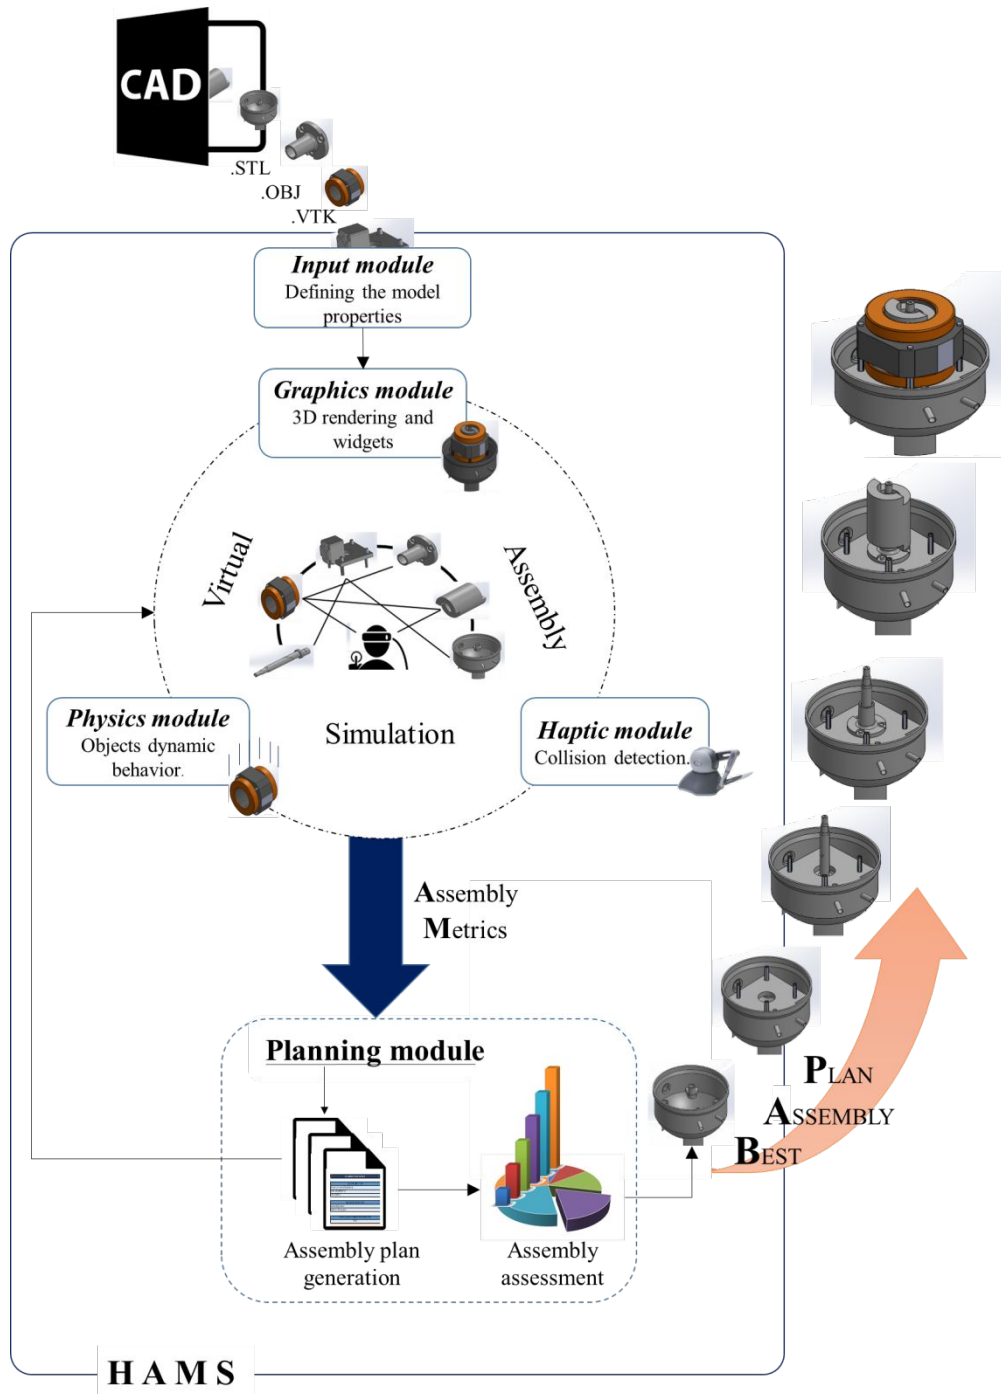 CAD
.STL
.OBJ
.VTK
Input module
Defining the model
properties
Graphics module
3D rendering and
widgets
Virtual
Assembly
Simulation
Physics module
Objects dynamic
behavior.
Haptic module
Collision detection.
Assembly
Metrics
Planning module
Assembly plan
generation
Assembly
assessment
PLAN
ASSEMBLY
BEST
H A M S